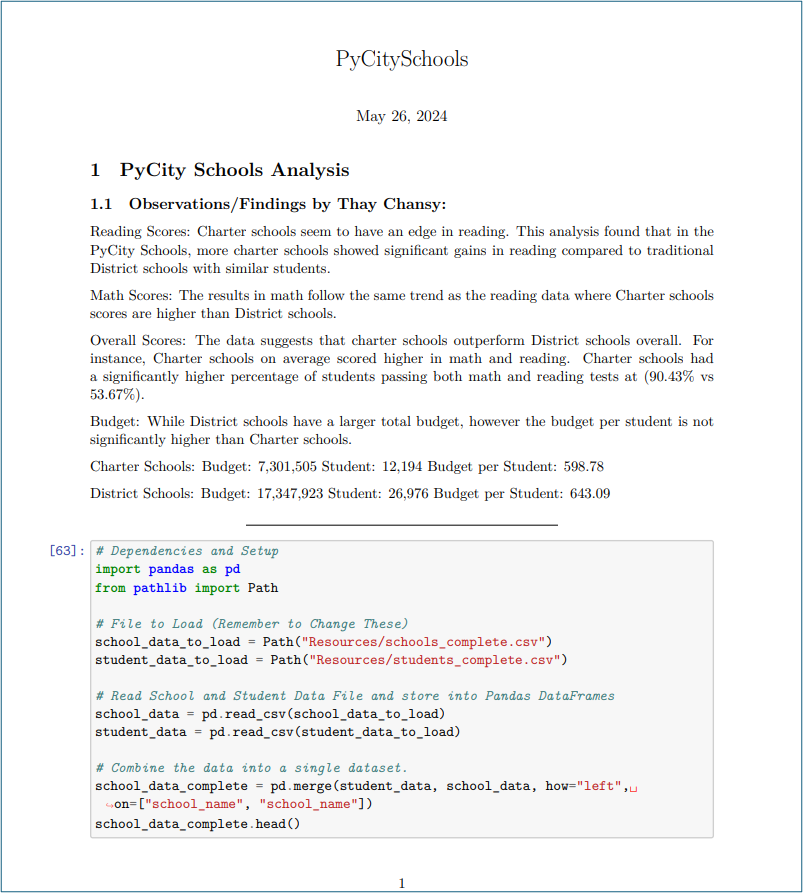 PyCitySchools
May 26, 2024
1 PyCity Schools Analysis
1.1 Observations/Findings by Thay Chansy:
Reading Scores: Charter schools seem to have an edge in reading. This analysis found that in the
PyCity Schools, more charter schools showed significant gains in reading compared to traditional
District schools with similar students.
Math Scores: The results in math follow the same trend as the reading data where Charter schools
scores are higher than District schools.
Overall Scores: The data suggests that charter schools outperform District schools overall. For
instance, Charter schools on average scored higher in math and reading. Charter schools had
a significantly higher percentage of students passing both math and reading tests at (90.43% vs
53.67%).
Budget: While District schools have a larger total budget, however the budget per student is not
significantly higher than Charter schools.
Charter Schools: Budget: 7,301,505 Student: 12,194 Budget per Student: 598.78
District Schools: Budget: 17,347,923 Student: 26,976 Budget per Student: 643.09
[63]: # Dependencies and Setup
import pandas as pd
from pathlib import Path
# File to Load (Remember to Change These)
school_data_to_load = Path("Resources/schools_complete.csv")
student_data_to_load = Path("Resources/students_complete.csv")
# Read School and Student Data File and store into Pandas DataFrames
school_data = pd.read_csv(school_data_to_load)
student_data = pd.read_csv(student_data_to_load)
# Combine the data into a single dataset.
school_data_complete = pd.merge(student_data, school_data, how="left",␣
↪on=["school_name", "school_name"])
school_data_complete.head()
1